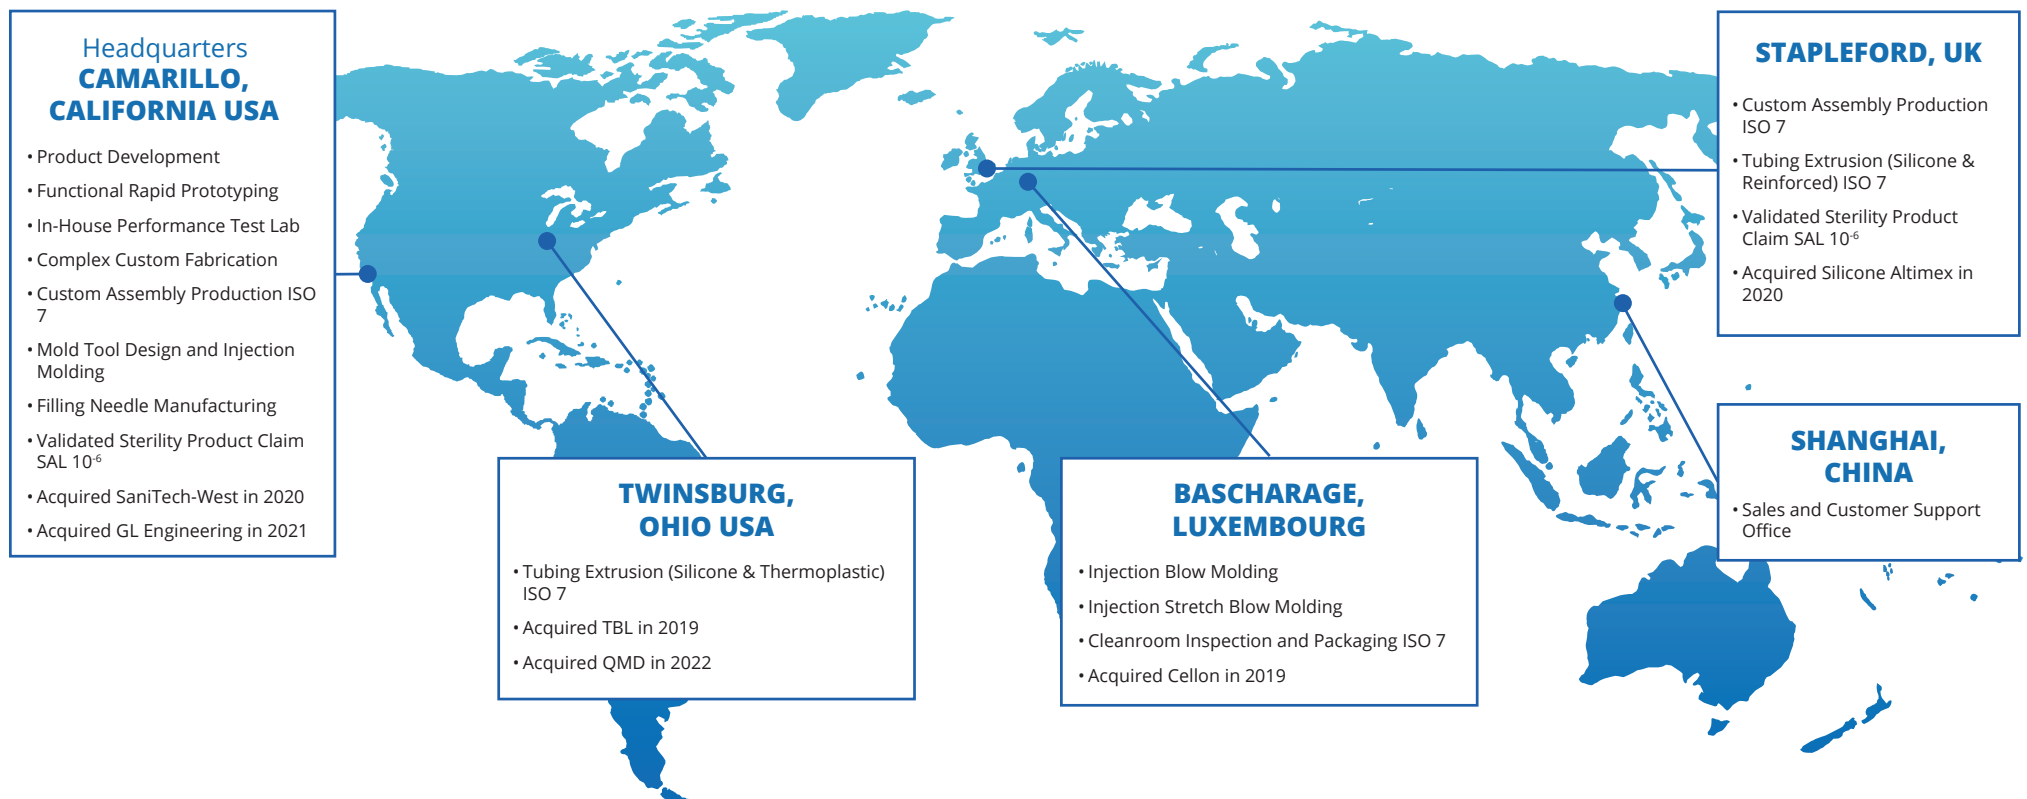 Headquarters
CAMARILLO,
CALIFORNIA USA
• Product Development
• Functional Rapid Prototyping
• In-House Performance Test Lab
• Complex Custom Fabrication
• Custom Assembly Production ISO
7
• Mold Tool Design and Injection
Molding
• Filling Needle Manufacturing
• Validated Sterility Product Claim
SAL 10⁻⁶
• Acquired SaniTech-West in 2020
• Acquired GL Engineering in 2021
TWINSBURG,
OHIO USA
• Tubing Extrusion (Silicone & Thermoplastic)
ISO 7
• Acquired TBL in 2019
• Acquired QMD in 2022
BASCHARAGE,
LUXEMBOURG
• Injection Blow Molding
• Injection Stretch Blow Molding
• Cleanroom Inspection and Packaging ISO 7
• Acquired Cellon in 2019
STAPLEFORD, UK
• Custom Assembly Production
ISO 7
• Tubing Extrusion (Silicone &
Reinforced) ISO 7
• Validated Sterility Product
Claim SAL 10⁻⁶
• Acquired Silicone Altimex in
2020
SHANGHAI,
CHINA
• Sales and Customer Support
Office